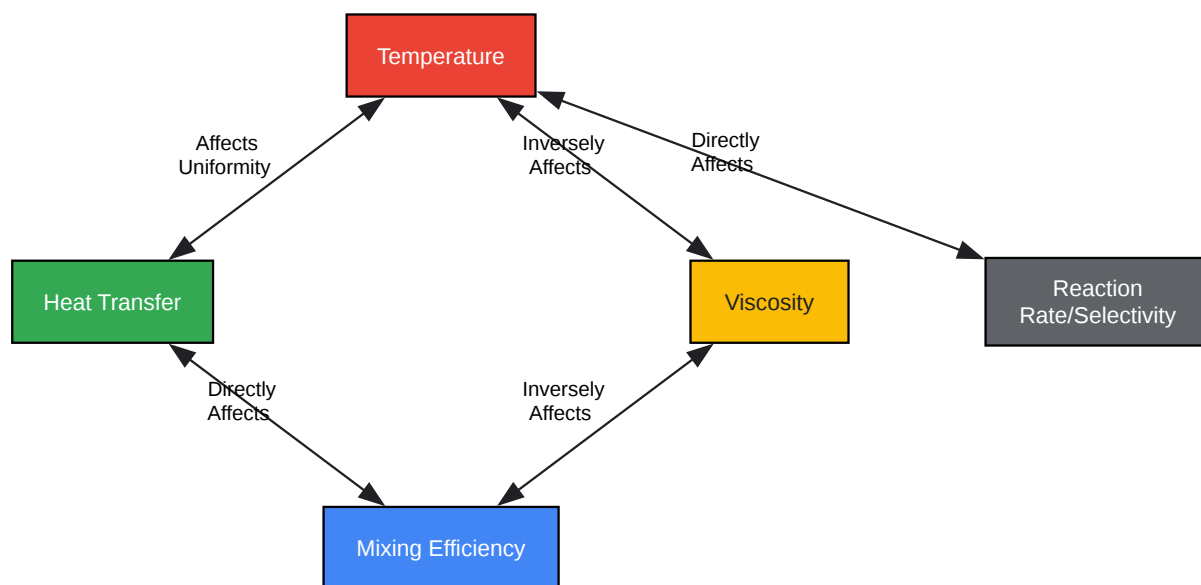 Temperature
Affects
Uniformity
Inversely
Affects
Directly
Affects
Heat Transfer
Viscosity
Reaction
Rate/Selectivity
Directly
Affects
Inversely
Affects
Mixing Efficiency